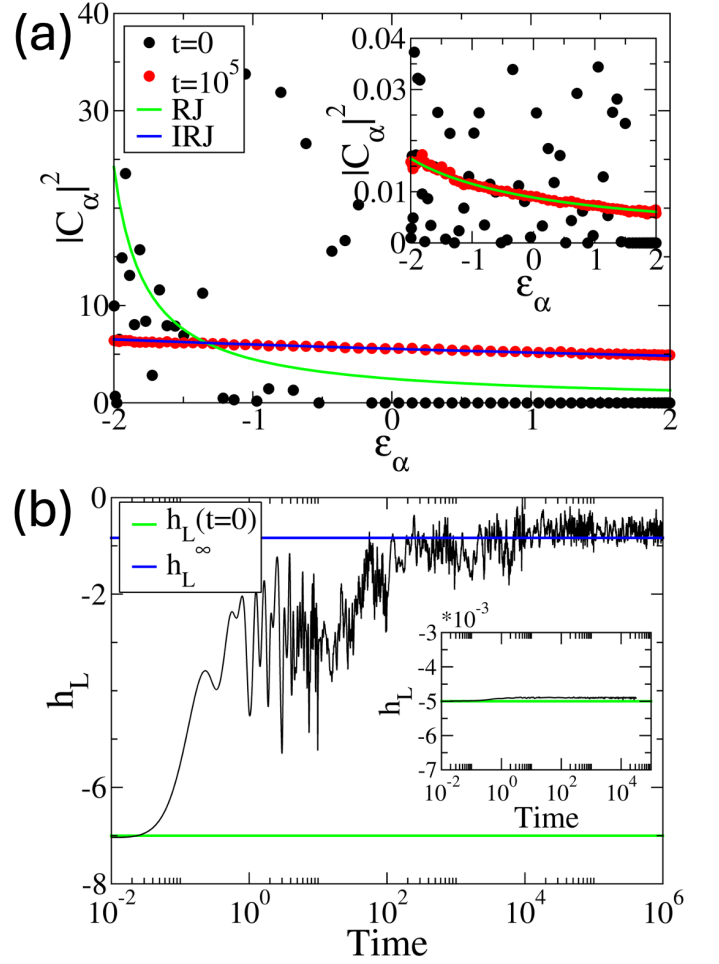 (a)
40
30
20
10
0
|C_α|^2
t=0
t=10^5
RJ
IRJ
-2 -1 0 1 2
ε_α
0.04
0.03
0.01
0
|C_α|^2
-2 -1 0 1 2
ε_α
(b)
0
-2
-6
-8
h_L
h_L(t=0)
h_L^∞
10^-2 10^0 10^2 10^4 10^6
Time
*10^-3
-3
-4
-5
-6
-7
h_L
10^-2 10^0 10^2 10^4
Time